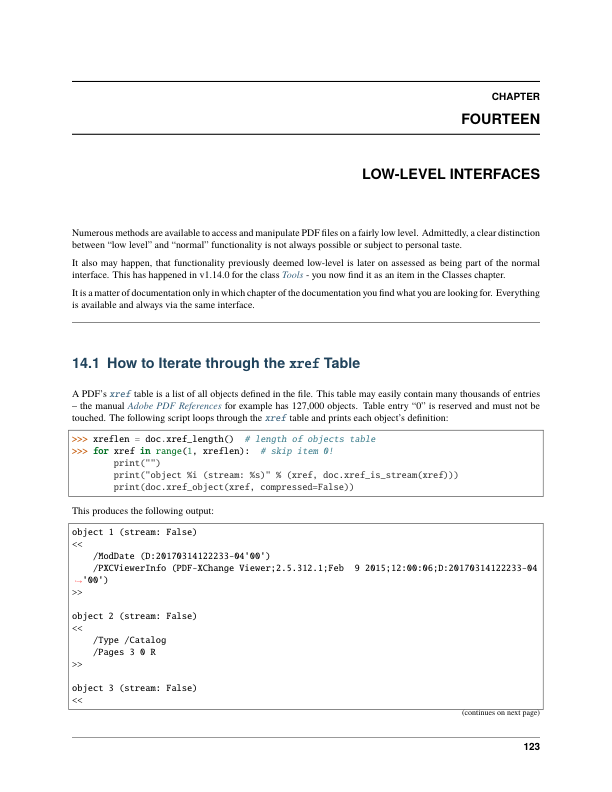 CHAPTER
FOURTEEN
LOW-LEVEL INTERFACES
Numerous methods are available to access and manipulate PDF files on a fairly low level. Admittedly, a clear distinction
between “low level” and “normal” functionality is not always possible or subject to personal taste.
It also may happen, that functionality previously deemed low-level is later on assessed as being part of the normal
interface. This has happened in v1.14.0 for the class Tools - you now find it as an item in the Classes chapter.
It is a matter of documentation only in which chapter of the documentation you find what you are looking for. Everything
is available and always via the same interface.
14.1 How to Iterate through the xref Table
A PDF’s xref table is a list of all objects defined in the file. This table may easily contain many thousands of entries
– the manual Adobe PDF References for example has 127,000 objects. Table entry “0” is reserved and must not be
touched. The following script loops through the xref table and prints each object’s definition:
>>> xreflen = doc.xref_length()  # length of objects table
>>> for xref in range(1, xreflen):  # skip item 0!
        print("")
        print("object %i (stream: %s)" % (xref, doc.xref_is_stream(xref)))
        print(doc.xref_object(xref, compressed=False))
This produces the following output:
object 1 (stream: False)
<<
    /ModDate (D:20170314122233-04'00')
    /PXCViewerInfo (PDF-XChange Viewer;2.5.312.1;Feb  9 2015;12:00:06;D:20170314122233-04
→'00')
>>
object 2 (stream: False)
<<
    /Type /Catalog
    /Pages 3 0 R
>>
object 3 (stream: False)
<<
(continues on next page)
123